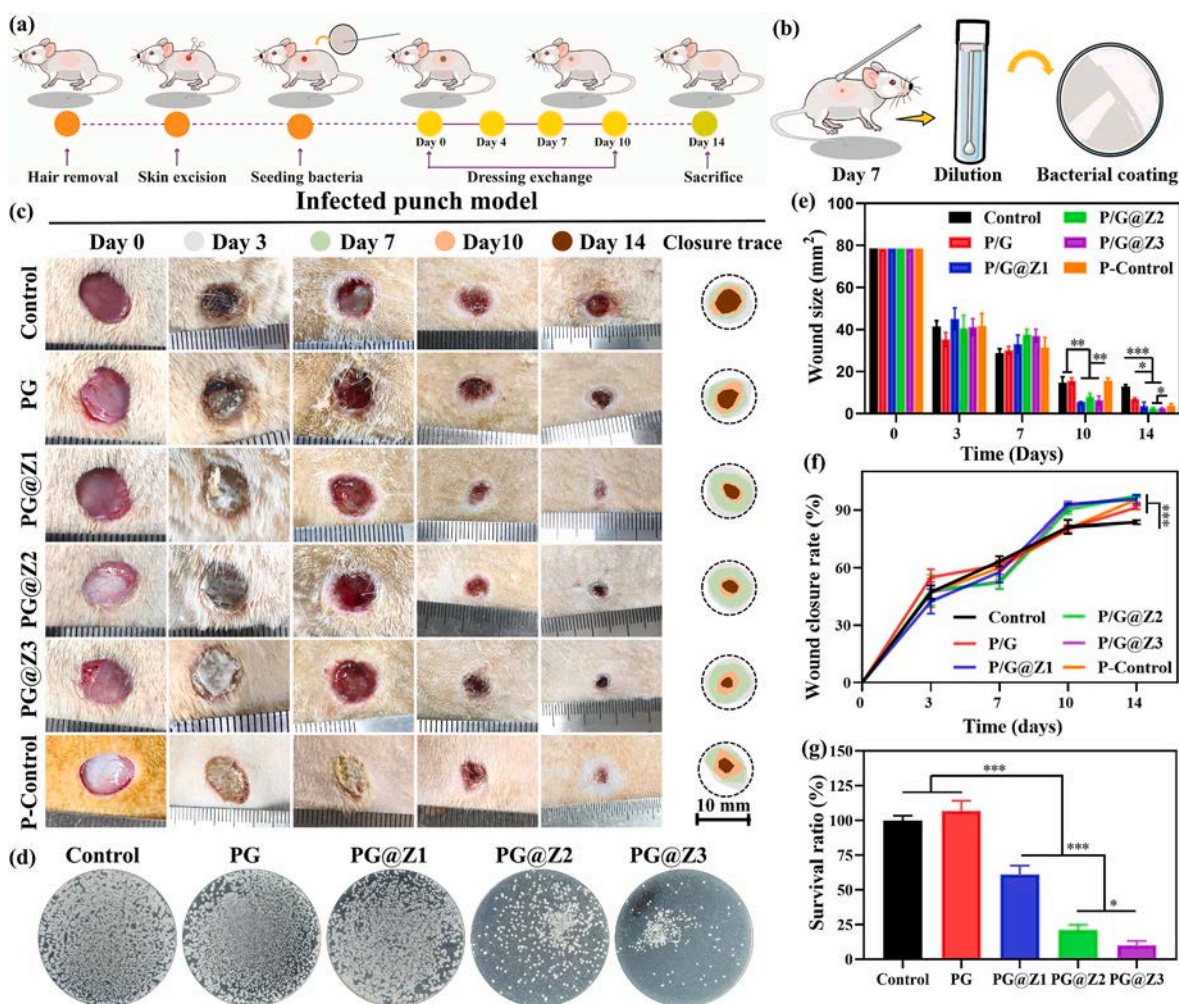 (a)
Day 0
Day 4
Day 7
Day 10
Day 14
Hair removal
Skin excision
Seeding bacteria
Dressing exchange
Sacrifice
(b)
Day 7
Dilution
Bacterial coating
Infected punch model
(c)
Day 0
Day 3
Day 7
Day10
Day 14
Closure trace
Control
PG
PG@Z1
PG@Z2
PG@Z3
P-Control
10 mm
(d)
Control
PG
PG@Z1
PG@Z2
PG@Z3
(e)
Wound size (mm²)
100
80
60
40
20
0
Control
P/G
P/G@Z1
P/G@Z2
P/G@Z3
P-Control
**
**
***
*
*
0
3
7
10
14
Time (Days)
(f)
Wound closure rate (%)
90
60
30
0
Control
P/G
P/G@Z1
P/G@Z2
P/G@Z3
P-Control
***
0
3
7
10
14
Time (days)
(g)
Survival ratio (%)
150
125
100
75
50
25
0
***
***
*
Control
PG
PG@Z1
PG@Z2
PG@Z3